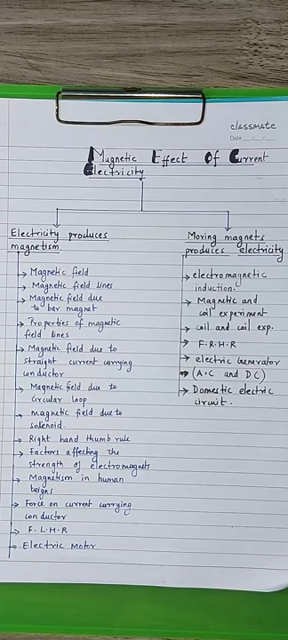 classmate
Date
Magnetic Effect Of Current
Electricity
Electricity produces
magnetism
→ Magnetic field
→ Magnetic field lines
→ Magnetic field due
to bar magnet
→ Properties of magnetic
field lines
→ Magnetic field due to
straight current carrying
conductor
→ Magnetic field due to
circular loop
→ magnetic field due to
solenoid.
→ Right hand thumb rule
→ Factors affecting the
strength of electromagnets
→ Magnetism in human
beigns
→ Force on current carrying
conductor
→ F.L.H.R
→ Electric Motor
Moving magnets
produces electricity
→ electromagnetic
induction.
→ Magnetic and
coil experiment
→ coil and coil exp.
→ F.R.H.R
→ electric Generator
→ (A.C and DC)
→ Domestic electric
circuit.